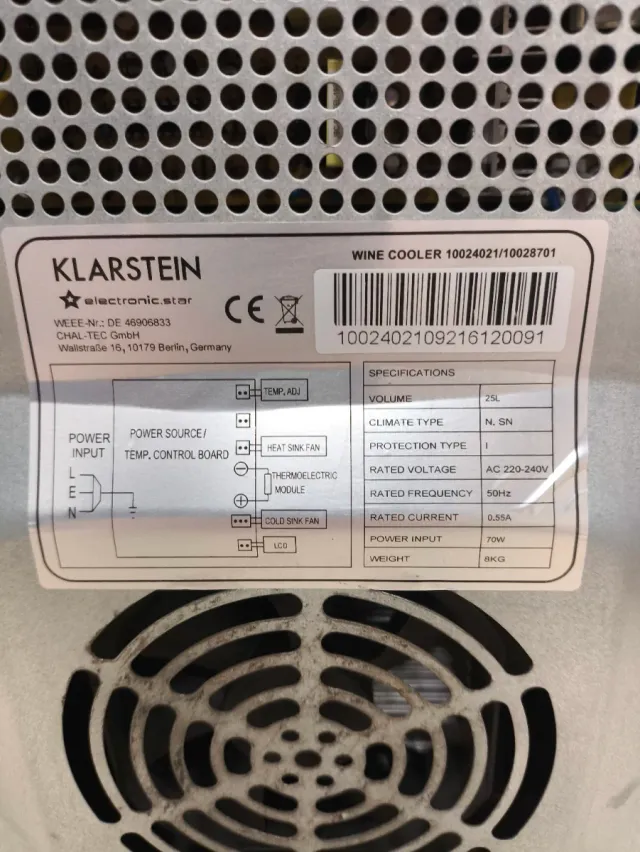 KLARSTEIN
electronic.star
WEEE-Nr.: DE 46906833
CHAL-TEC GmbH
Wallstraße 16, 10179 Berlin, Germany
CE
WINE COOLER 10024021/10028701
1002402109216120091
POWER INPUT
L
E
N
POWER SOURCE/
TEMP. CONTROL BOARD
TEMP. ADJ
HEAT SINK FAN
THERMOELECTRIC
MODULE
COLD SINK FAN
LCD
SPECIFICATIONS
VOLUME 25L
CLIMATE TYPE N, SN
PROTECTION TYPE I
RATED VOLTAGE AC 220-240V
RATED FREQUENCY 50Hz
RATED CURRENT 0.55A
POWER INPUT 70W
WEIGHT 8KG